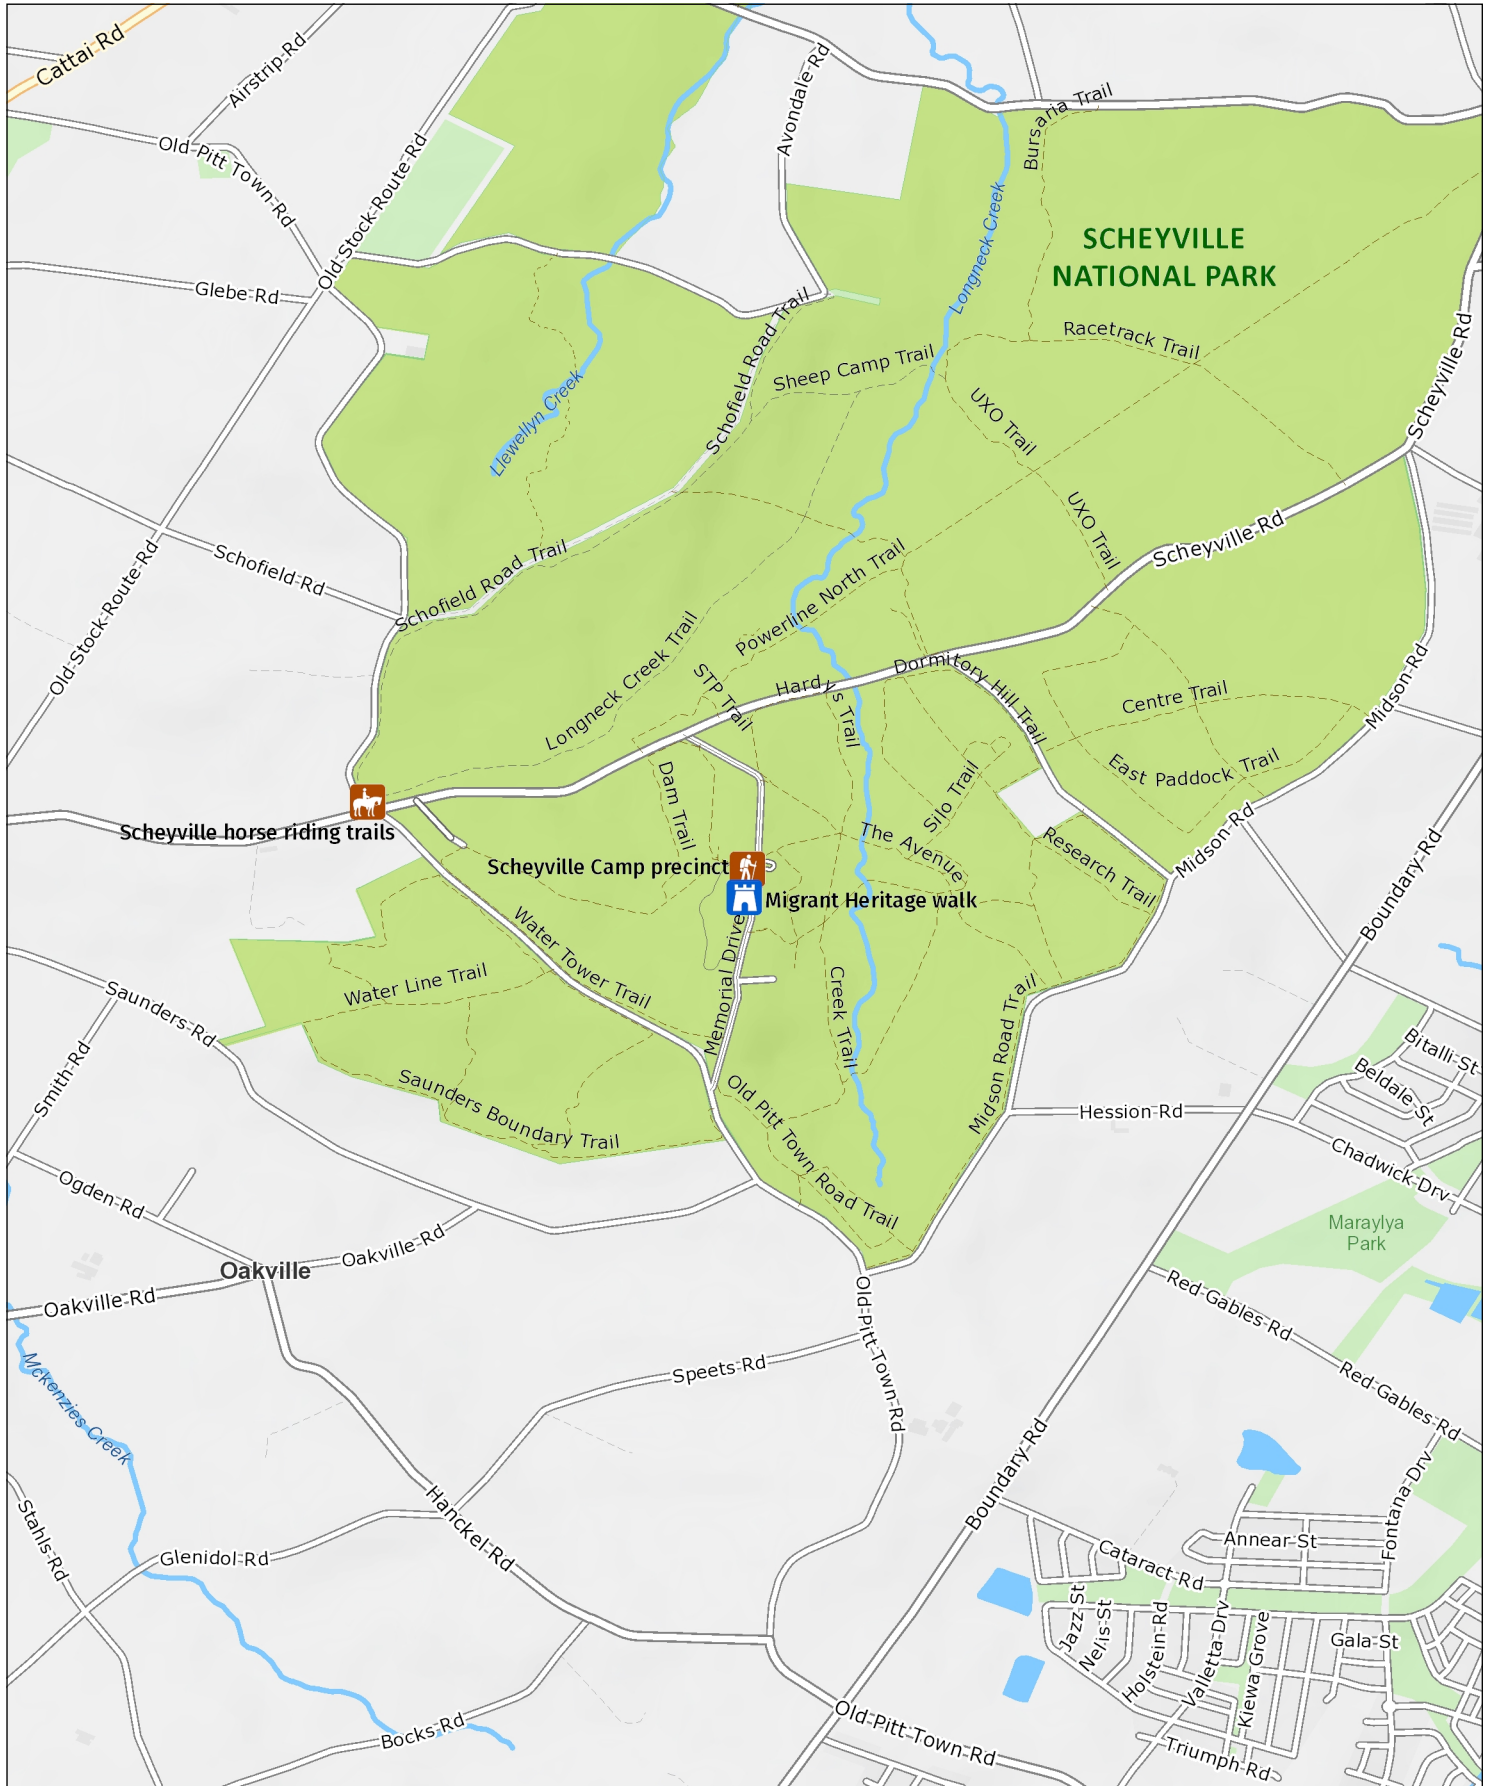 Cattai Rd
Airstrip-Rd
Avondale-Rd
Bursaria Trail
Old-Pitt Town-Rd
Old-Stock-Route-Rd
Longneck Creek
SCHEYVILLE
NATIONAL PARK
Glebe-Rd
Schofield Road Trail
Racetrack Trail
Scheyville-Rd
Sheep Camp Trail
Llewellyn Creek
UXO Trail
UXO Trail
Scheyville-Rd
Schofield-Rd
Schofield Road Trail
Powerline North Trail
Old-Stock-Route-Rd
Longneck Creek Trail
STP Trail
Hardys Trail
Dormitory Hill Trail
Centre Trail
Midson-Rd
East Paddock Trail
Dam Trail
Silo Trail
Scheyville horse riding trails
Scheyville Camp precinct
The Avenue
Research Trail
Midson-Rd
Boundary-Rd
Migrant Heritage walk
Water Tower Trail
Water Line Trail
Memorial Drive
Creek Trail
Midson Road Trail
Saunders-Rd
Smith-Rd
Saunders Boundary Trail
Old Pitt Town Road Trail
Hession-Rd
Bitalli-St
Beldale-St
Chadwick-Drv
Ogden-Rd
Oakville-Rd
Oakville
Oakville Rd
Maraylya
Park
Red-Gables-Rd
Red-Gables-Rd
Old-Pitt-Town-Rd
Speets-Rd
Mckenzies Creek
Boundary-Rd
Fontana-Drv
Stahls-Rd
Hanckel-Rd
Glenidol-Rd
Annear-St
Cataract-Rd
Jazz-St
Nelis-St
Holstein-Rd
Valletta-Drv
Kiewa-Grove
Gala-St
Bocks-Rd
Old-Pitt-Town-Rd
Triumph-Rd